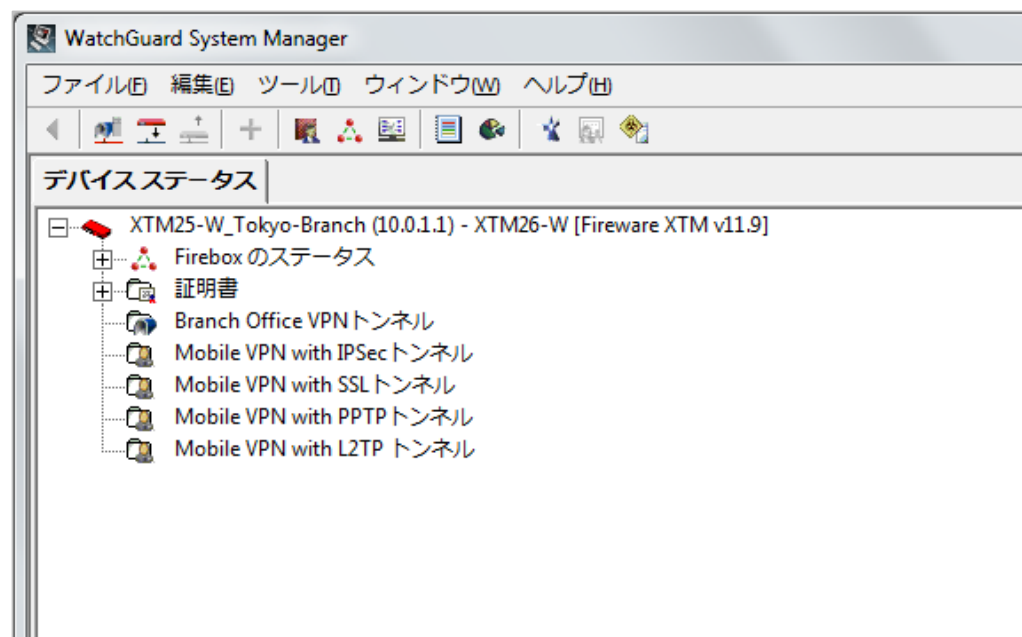 WatchGuard System Manager
ファイル(F) 編集(E) ツール(T) ウィンドウ(W) ヘルプ(H)
デバイス ステータス
XTM25-W_Tokyo-Branch (10.0.1.1) - XTM26-W [Fireware XTM v11.9]
Firebox のステータス
証明書
Branch Office VPNトンネル
Mobile VPN with IPSecトンネル
Mobile VPN with SSLトンネル
Mobile VPN with PPTPトンネル
Mobile VPN with L2TP トンネル